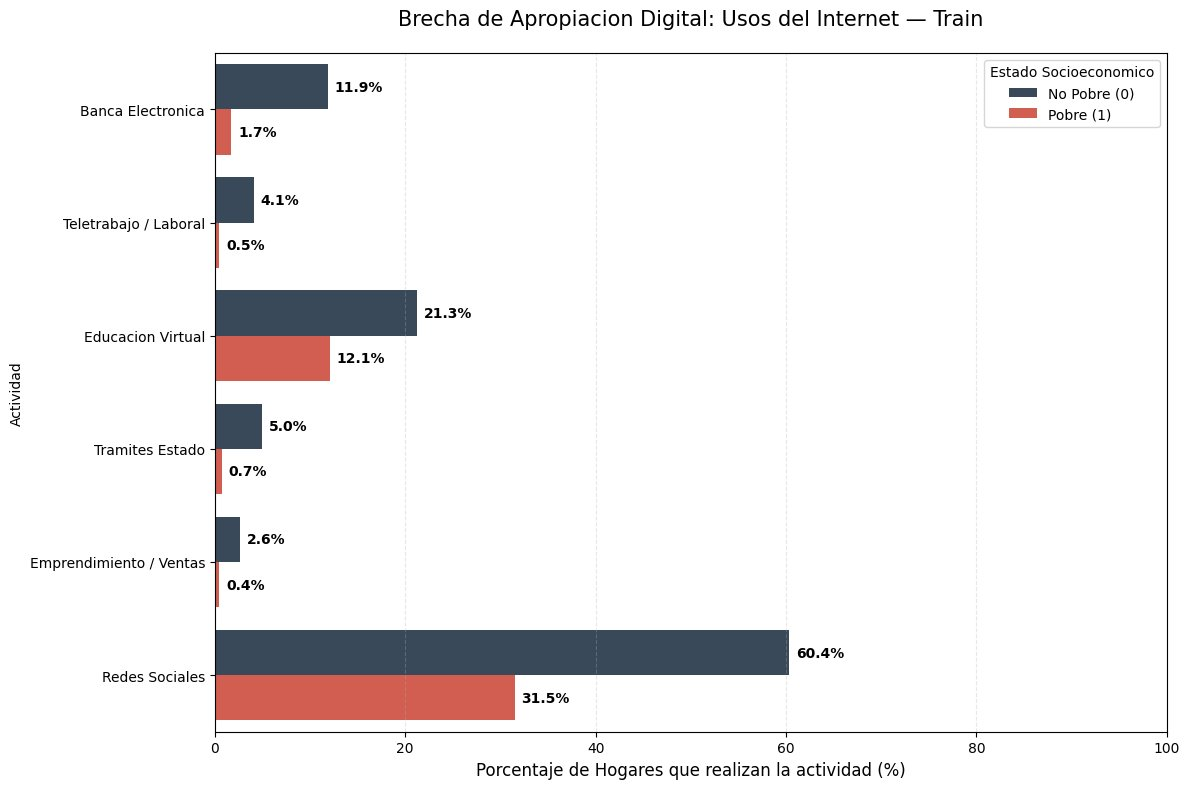 Brecha de Apropiacion Digital: Usos del Internet — Train
Estado Socioeconomico
No Pobre (0)
Pobre (1)
Actividad
Banca Electronica
11.9%
1.7%
Teletrabajo / Laboral
4.1%
0.5%
Educacion Virtual
21.3%
12.1%
Tramites Estado
5.0%
0.7%
Emprendimiento / Ventas
2.6%
0.4%
Redes Sociales
60.4%
31.5%
0 20 40 60 80 100
Porcentaje de Hogares que realizan la actividad (%)